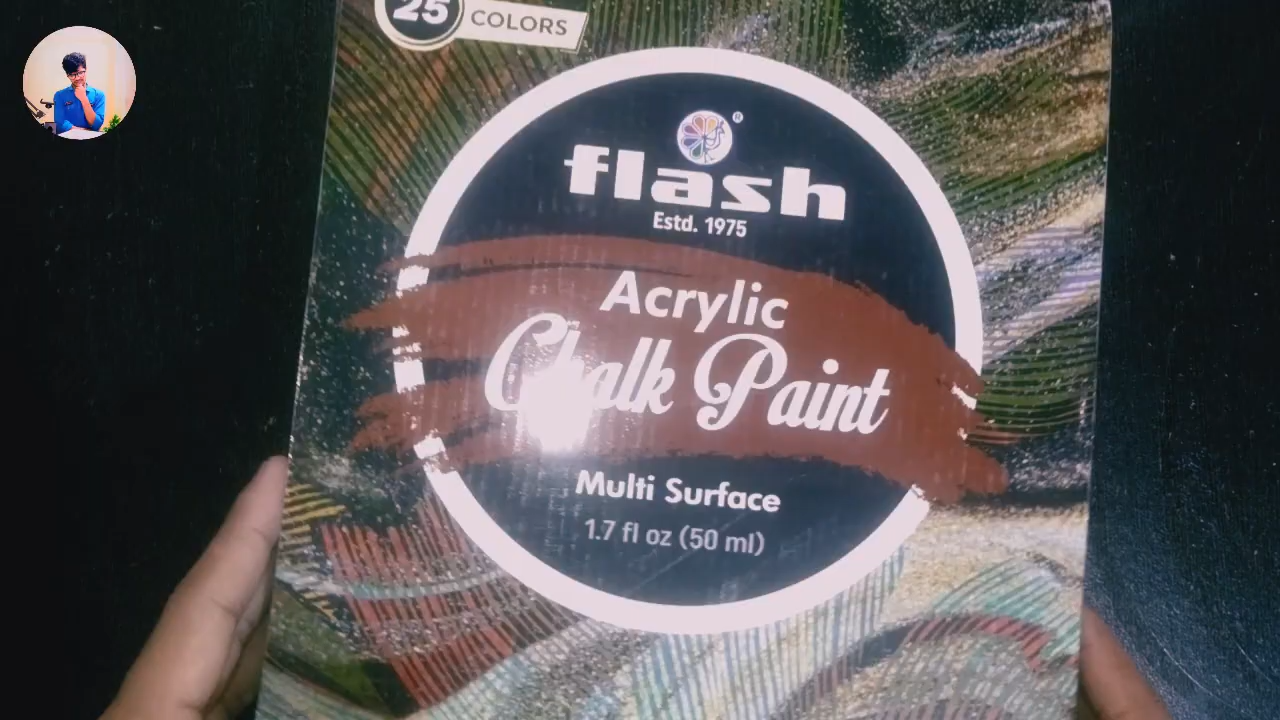 25 COLORS
®
flash
Estd. 1975
Acrylic
Chalk Paint
Multi Surface
1.7 fl oz (50 ml)